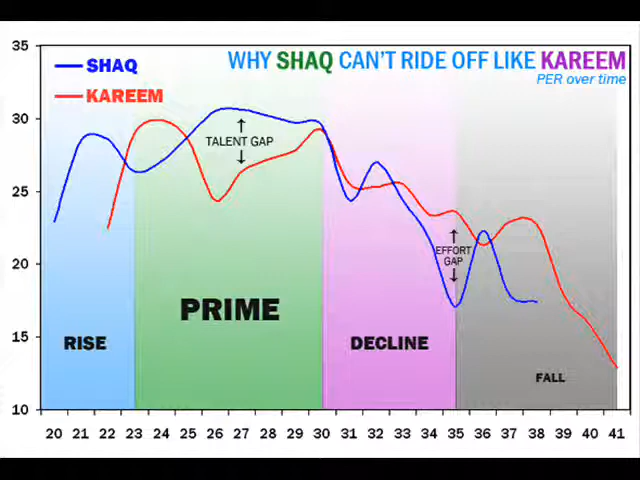 WHY SHAQ CAN'T RIDE OFF LIKE KAREEM
PER over time
SHAQ
KAREEM
35
30
25
20
15
10
TALENT GAP
EFFORT
GAP
RISE
PRIME
DECLINE
FALL
20 21 22 23 24 25 26 27 28 29 30 31 32 33 34 35 36 37 38 39 40 41